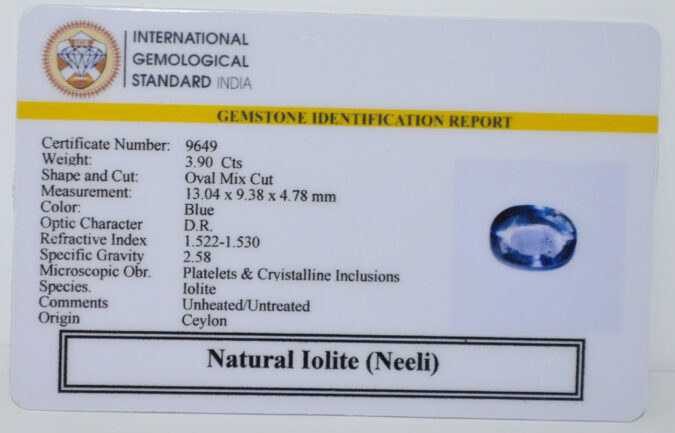 IGS
INTERNATIONAL
GEMOLOGICAL
STANDARD INDIA
GEMSTONE IDENTIFICATION REPORT
Certificate Number: 9649
Weight: 3.90 Cts
Shape and Cut: Oval Mix Cut
Measurement: 13.04 x 9.38 x 4.78 mm
Color: Blue
Optic Character D.R.
Refractive Index 1.522-1.530
Specific Gravity 2.58
Microscopic Obr. Platelets & Crvistalline Inclusions
Species. Iolite
Comments Unheated/Untreated
Origin Ceylon
Natural Iolite (Neeli)